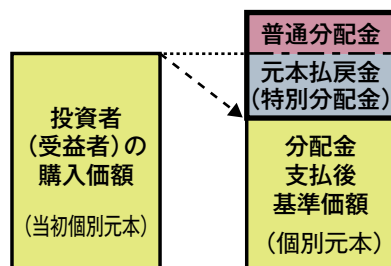 普通分配金
元本払戻金
(特別分配金)
投資者
(受益者)の
購入価額
(当初個別元本)
分配金
支払後
基準価額
(個別元本)